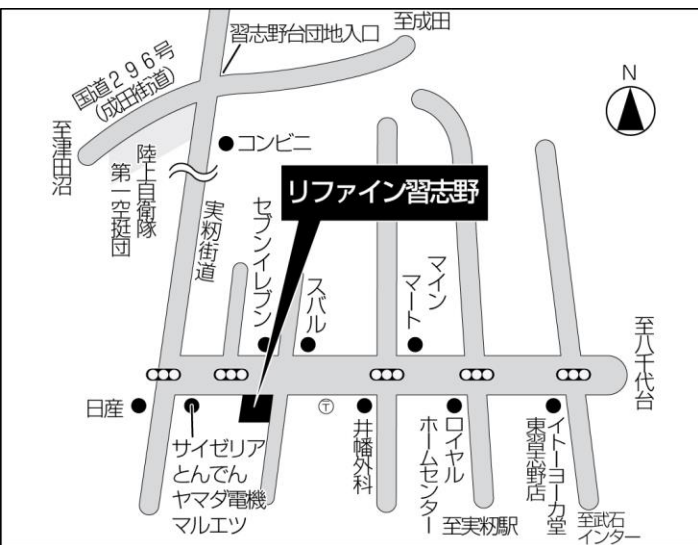 習志野台団地入口
至成田
国道296号
(成田街道)
N
至津田沼
コンビニ
陸上自衛隊
第一空挺団
実籾街道
リファイン習志野
セブンイレブン
スバル
マイン
マート
至八千代台
日産
サイゼリア
とんでん
ヤマダ電機
マルエツ
〒
井幡外科
ロイヤル
ホームセンター
至実籾駅
イトーヨーカ堂
東習志野店
至武石
インター